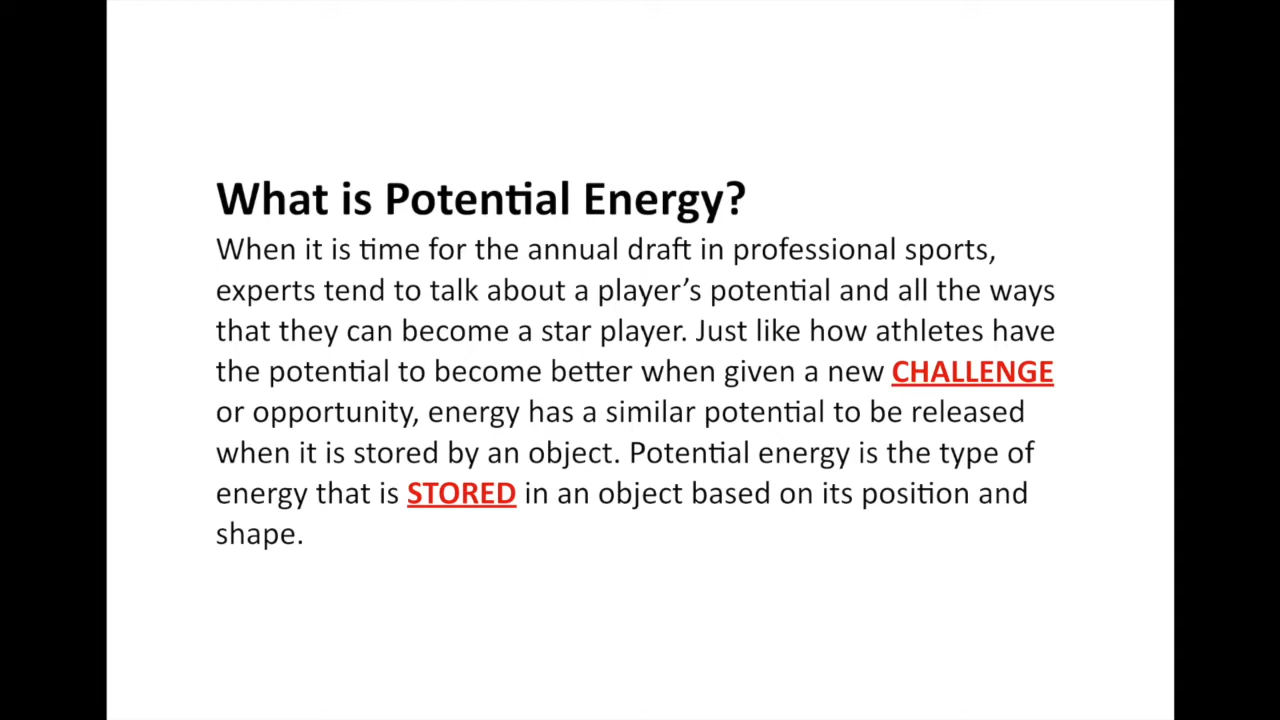 What is Potential Energy?
When it is time for the annual draft in professional sports,
experts tend to talk about a player’s potential and all the ways
that they can become a star player. Just like how athletes have
the potential to become better when given a new CHALLENGE
or opportunity, energy has a similar potential to be released
when it is stored by an object. Potential energy is the type of
energy that is STORED in an object based on its position and
shape.